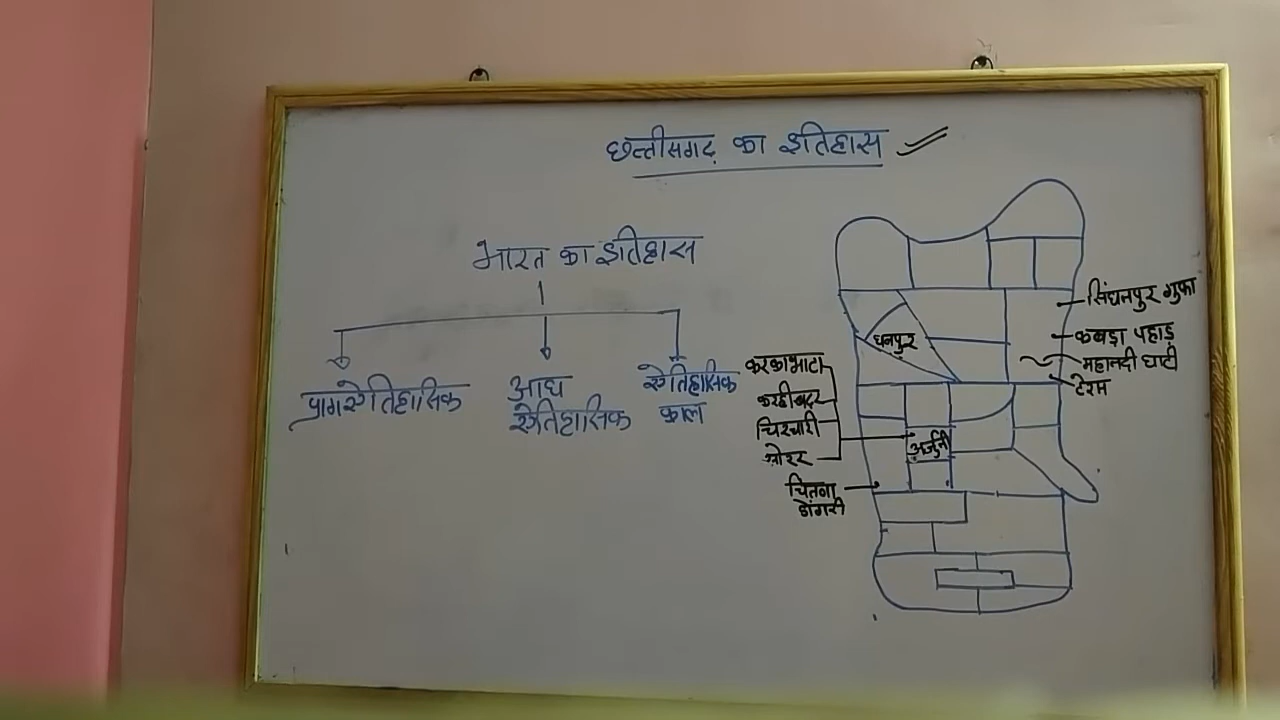 छत्तीसगढ़ का इतिहास
भारत का इतिहास
प्रागऐतिहासिक
आद्य
ऐतिहासिक
ऐतिहासिक
काल
सिंघनपुर गुफा
कबड़ा पहाड़
महानदी घाटी
टेरम
धनपुर
करकाभाटा
करहीभदर
चिरचारी
सोरर
अर्जुनी
चितवा
डोंगरी